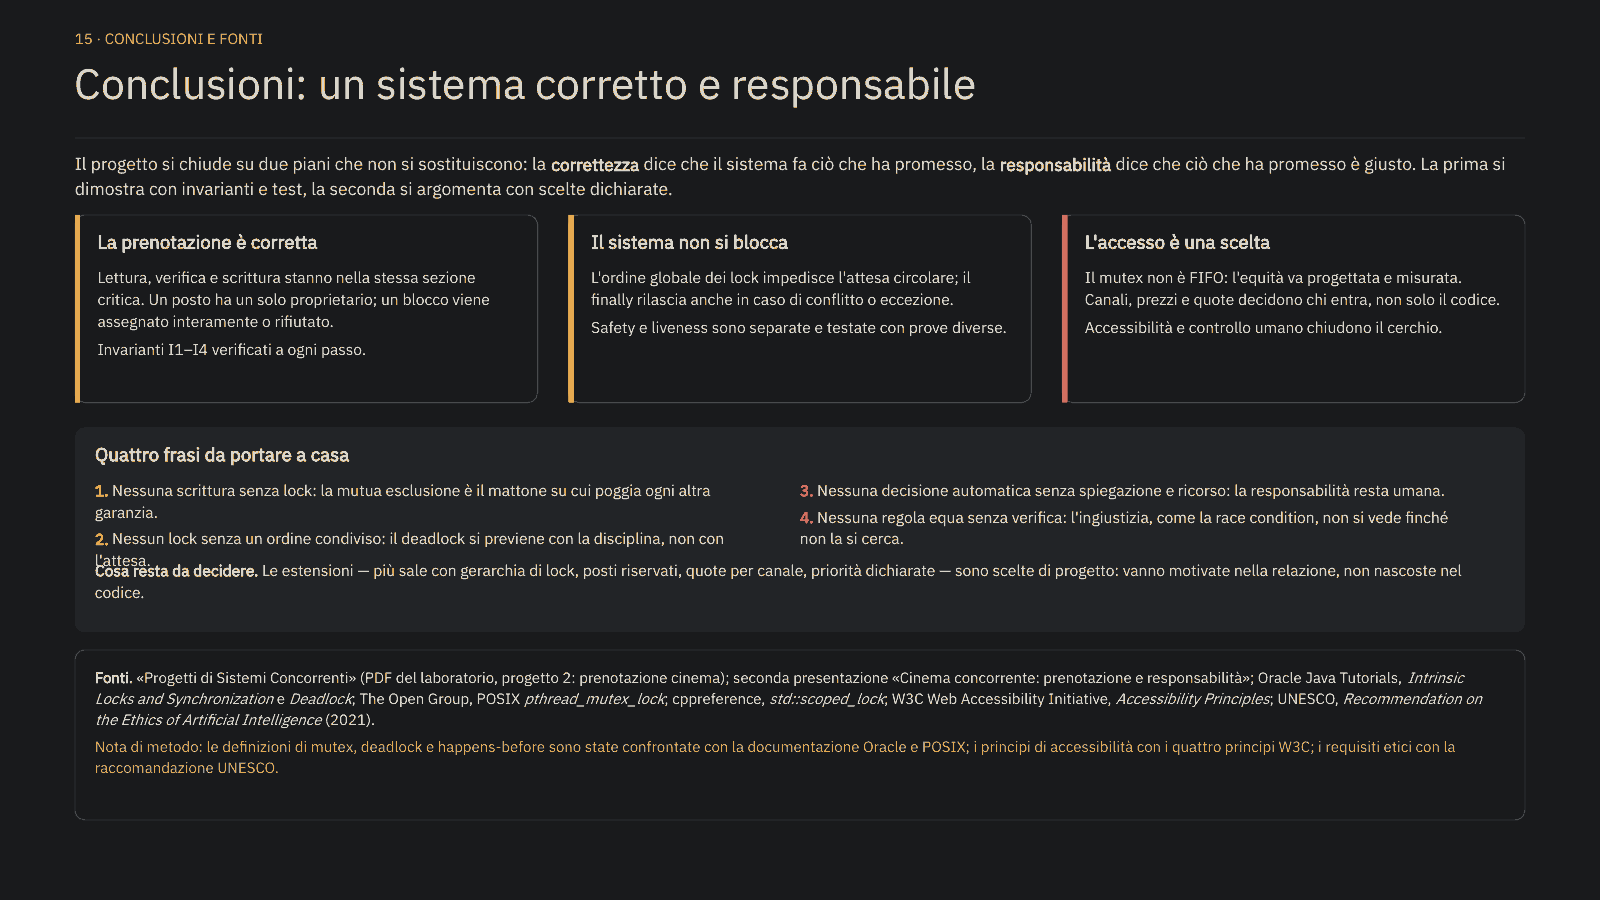 15 · CONCLUSIONI E FONTI
Conclusioni: un sistema corretto e responsabile
Il progetto si chiude su due piani che non si sostituiscono: la correttezza dice che il sistema fa ciò che ha promesso, la responsabilità dice che ciò che ha promesso è giusto. La prima si
dimostra con invarianti e test, la seconda si argomenta con scelte dichiarate.
La prenotazione è corretta
Lettura, verifica e scrittura stanno nella stessa sezione
critica. Un posto ha un solo proprietario; un blocco viene
assegnato interamente o rifiutato.
Invarianti I1–I4 verificati a ogni passo.
Il sistema non si blocca
L'ordine globale dei lock impedisce l'attesa circolare; il
finally rilascia anche in caso di conflitto o eccezione.
Safety e liveness sono separate e testate con prove diverse.
L'accesso è una scelta
Il mutex non è FIFO: l'equità va progettata e misurata.
Canali, prezzi e quote decidono chi entra, non solo il codice.
Accessibilità e controllo umano chiudono il cerchio.
Quattro frasi da portare a casa
1. Nessuna scrittura senza lock: la mutua esclusione è il mattone su cui poggia ogni altra
garanzia.
2. Nessun lock senza un ordine condiviso: il deadlock si previene con la disciplina, non con
l'attesa.
3. Nessuna decisione automatica senza spiegazione e ricorso: la responsabilità resta umana.
4. Nessuna regola equa senza verifica: l'ingiustizia, come la race condition, non si vede finché
non la si cerca.
Cosa resta da decidere. Le estensioni — più sale con gerarchia di lock, posti riservati, quote per canale, priorità dichiarate — sono scelte di progetto: vanno motivate nella relazione, non nascoste nel
codice.
Fonti. «Progetti di Sistemi Concorrenti» (PDF del laboratorio, progetto 2: prenotazione cinema); seconda presentazione «Cinema concorrente: prenotazione e responsabilità»; Oracle Java Tutorials, Intrinsic
Locks and Synchronization e Deadlock; The Open Group, POSIX pthread_mutex_lock; cppreference, std::scoped_lock; W3C Web Accessibility Initiative, Accessibility Principles; UNESCO, Recommendation on
the Ethics of Artificial Intelligence (2021).
Nota di metodo: le definizioni di mutex, deadlock e happens-before sono state confrontate con la documentazione Oracle e POSIX; i principi di accessibilità con i quattro principi W3C; i requisiti etici con la
raccomandazione UNESCO.